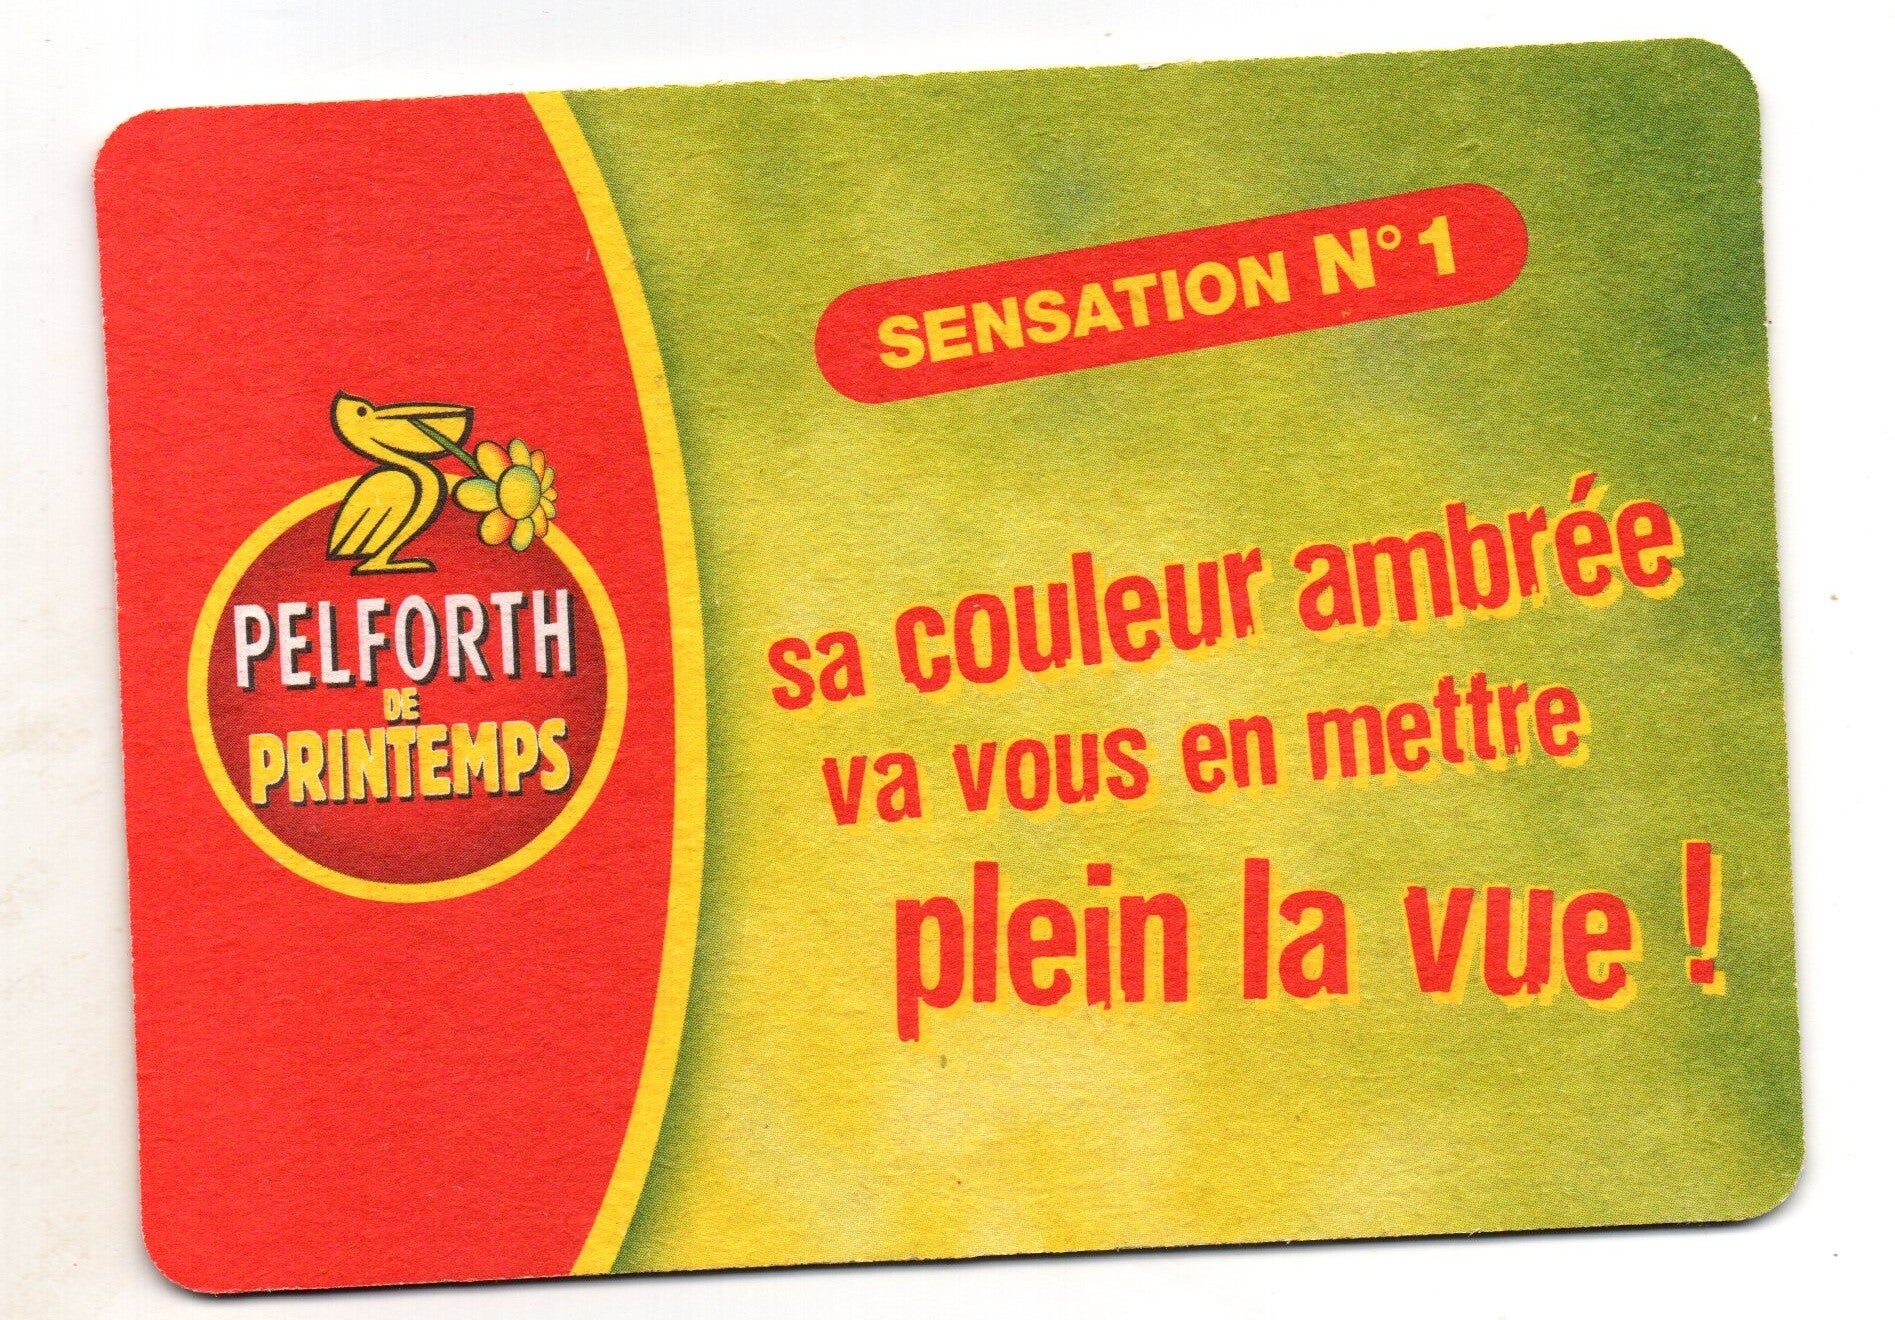 SENSATION N° 1
PELFORTH
DE
PRINTEMPS
sa couleur ambrée
va vous en mettre
plein la vue !